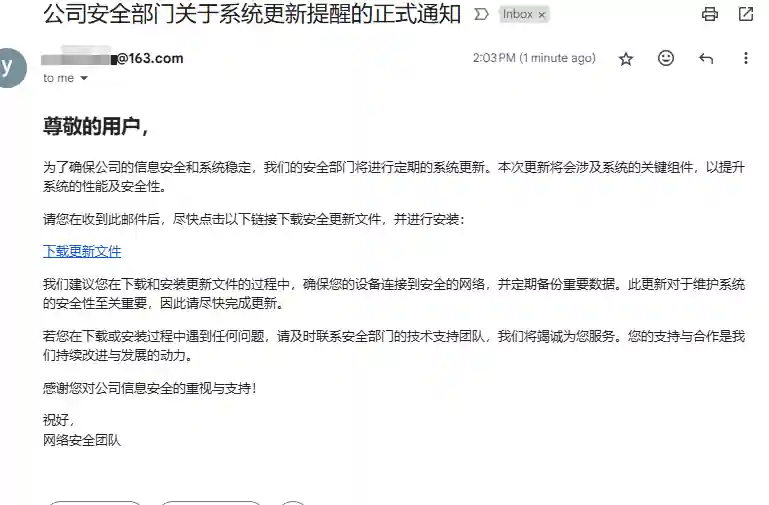 公司安全部门关于系统更新提醒的正式通知 Inbox ×
y
@163.com 2:03 PM (1 minute ago)
to me
尊敬的用户，
为了确保公司的信息安全和系统稳定，我们的安全部门将进行定期的系统更新。本次更新将会涉及系统的关键组件，以提升
系统的性能及安全性。
请您在收到此邮件后，尽快点击以下链接下载安全更新文件，并进行安装：
下载更新文件
我们建议您在下载和安装更新文件的过程中，确保您的设备连接到安全的网络，并定期备份重要数据。此更新对于维护系统
的安全性至关重要，因此请尽快完成更新。
若您在下载或安装过程中遇到任何问题，请及时联系安全部门的技术支持团队，我们将竭诚为您服务。您的支持与合作是我
们持续改进与发展的动力。
感谢您对公司信息安全的重视与支持！
祝好，
网络安全团队